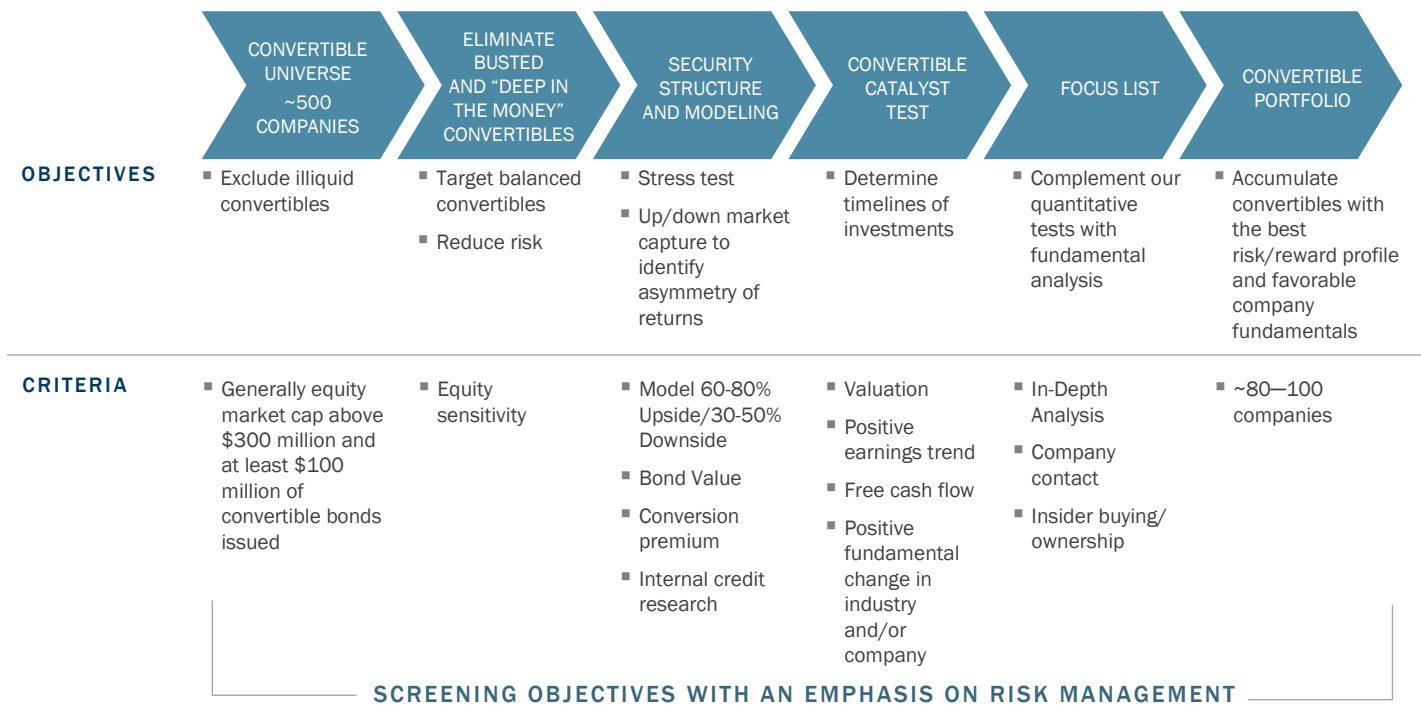 CONVERTIBLE
UNIVERSE
~500
COMPANIES
ELIMINATE
BUSTED
AND “DEEP IN
THE MONEY”
CONVERTIBLES
SECURITY
STRUCTURE
AND MODELING
CONVERTIBLE
CATALYST
TEST
FOCUS LIST
CONVERTIBLE
PORTFOLIO
OBJECTIVES
▪ Exclude illiquid
convertibles
▪ Target balanced
convertibles
▪ Reduce risk
▪ Stress test
▪ Up/down market
capture to
identify
asymmetry of
returns
▪ Determine
timelines of
investments
▪ Complement our
quantitative
tests with
fundamental
analysis
▪ Accumulate
convertibles with
the best
risk/reward profile
and favorable
company
fundamentals
CRITERIA
▪ Generally equity
market cap above
$300 million and
at least $100
million of
convertible bonds
issued
▪ Equity
sensitivity
▪ Model 60-80%
Upside/30-50%
Downside
▪ Bond Value
▪ Conversion
premium
▪ Internal credit
research
▪ Valuation
▪ Positive
earnings trend
▪ Free cash flow
▪ Positive
fundamental
change in
industry
and/or
company
▪ In-Depth
Analysis
▪ Company
contact
▪ Insider buying/
ownership
▪ ~80—100
companies
SCREENING OBJECTIVES WITH AN EMPHASIS ON RISK MANAGEMENT